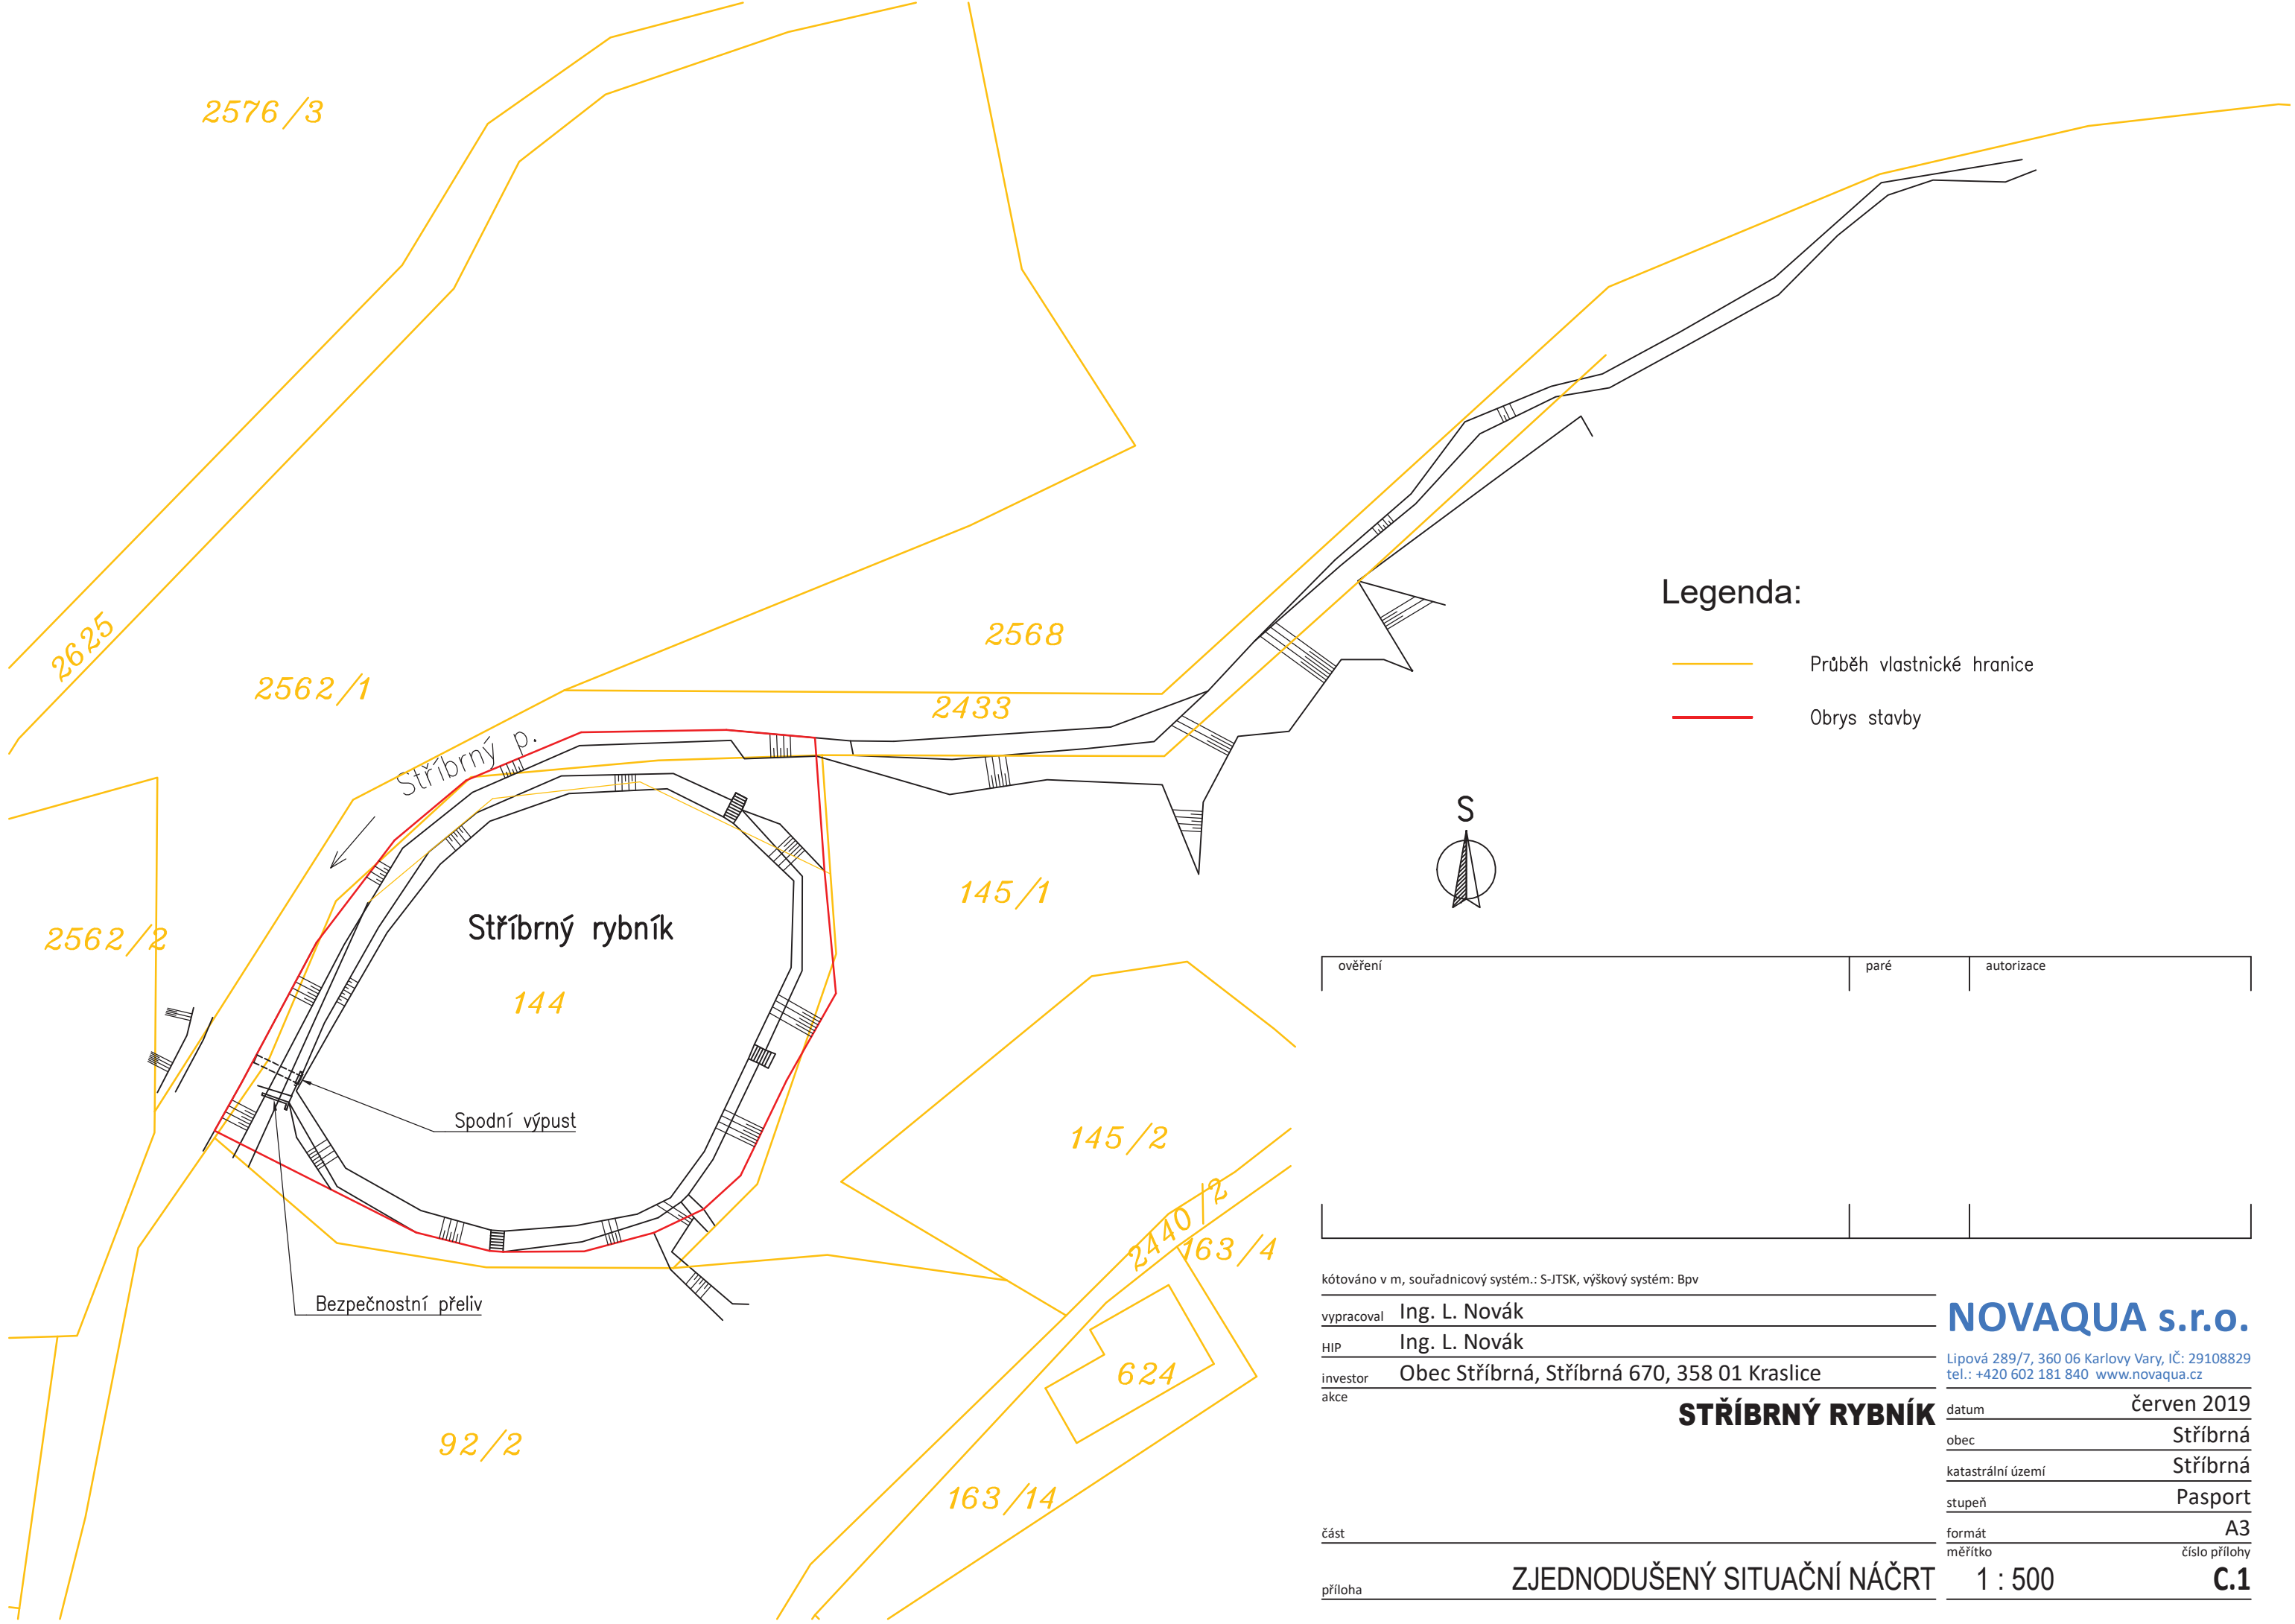 2576/3
2625
2562/1
2568
2433
Stříbrný p.
2562/2
Stříbrný rybník
144
145/1
Spodní výpust
145/2
2440/2
163/4
Bezpečnostní přeliv
624
92/2
163/14
Legenda:
Průběh vlastnické hranice
Obrys stavby
S
ověření paré autorizace
kótováno v m, souřadnicový systém.: S-JTSK, výškový systém: Bpv
vypracoval Ing. L. Novák
HIP Ing. L. Novák
investor Obec Stříbrná, Stříbrná 670, 358 01 Kraslice
akce
STŘÍBRNÝ RYBNÍK
část
příloha ZJEDNODUŠENÝ SITUAČNÍ NÁČRT
NOVAQUA s.r.o.
Lipová 289/7, 360 06 Karlovy Vary, IČ: 29108829
tel.: +420 602 181 840 www.novaqua.cz
datum červen 2019
obec Stříbrná
katastrální území Stříbrná
stupeň Pasport
formát A3
měřítko číslo přílohy
1 : 500 C.1